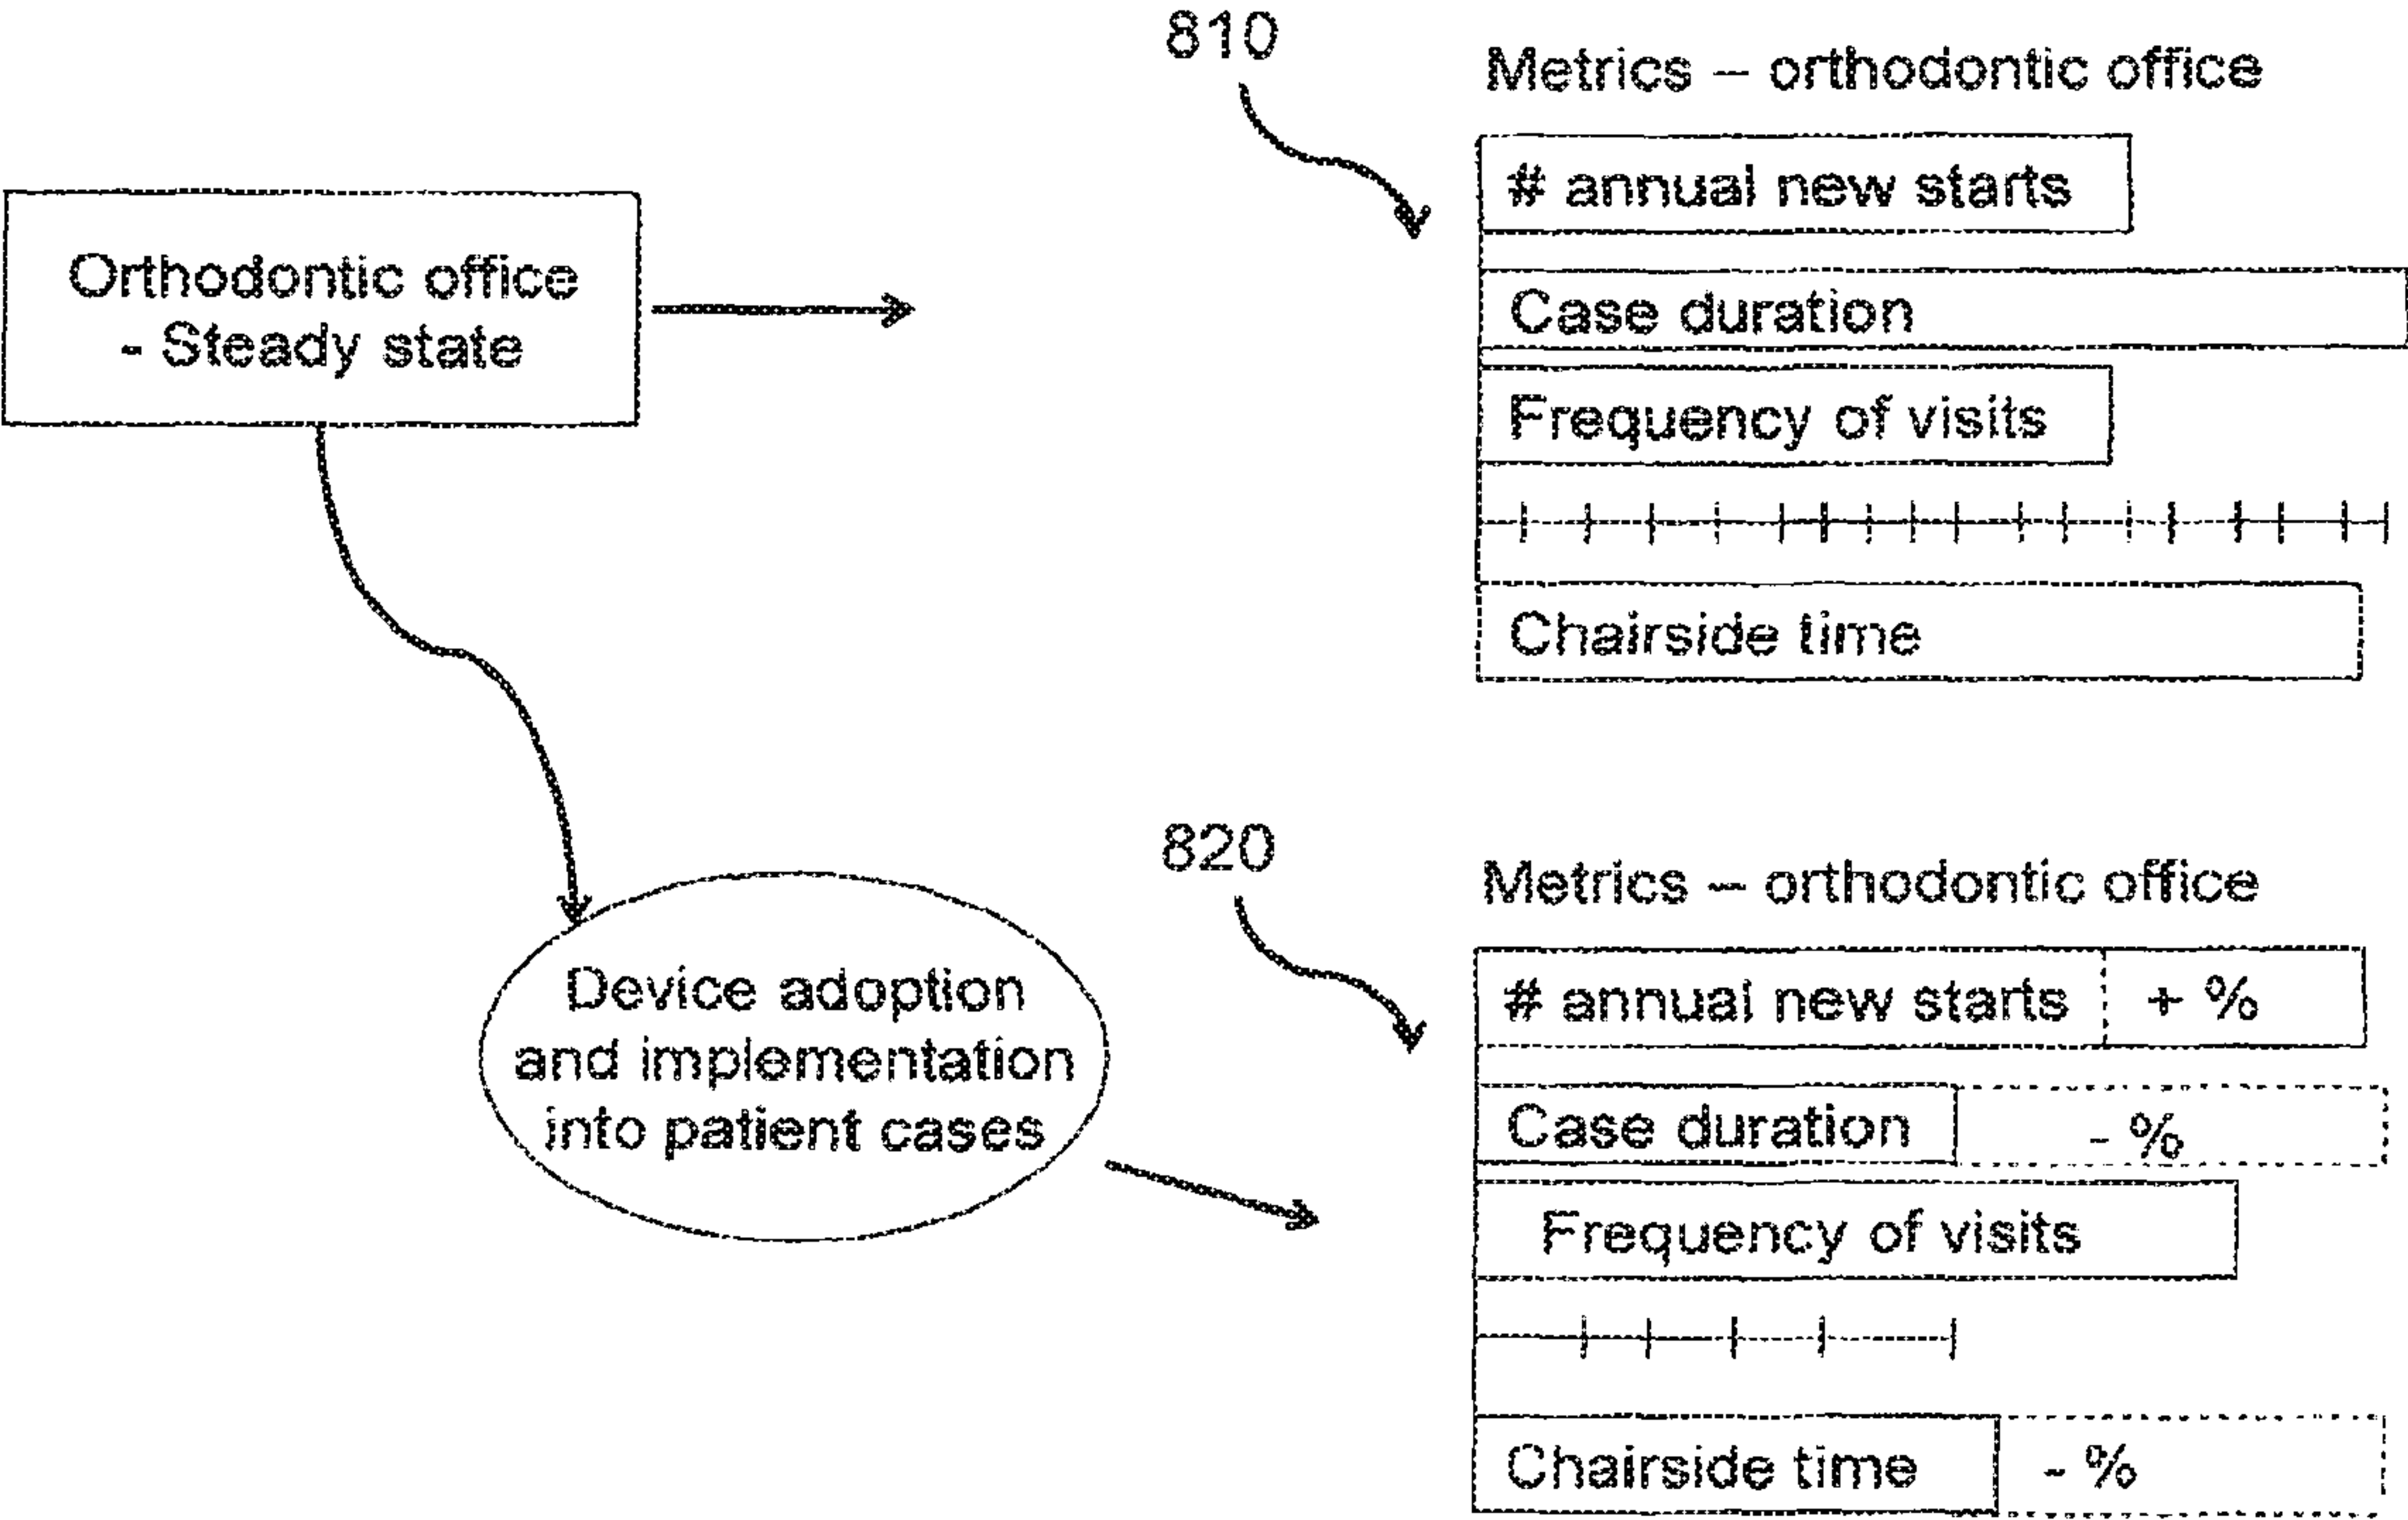 810
Metrics – orthodontic office
# annual new starts
Case duration
Frequency of visits
Chairside time
Orthodontic office
- Steady state
820
Metrics – orthodontic office
# annual new starts + %
Case duration - %
Frequency of visits
Chairside time - %
Device adoption
and implementation
into patient cases